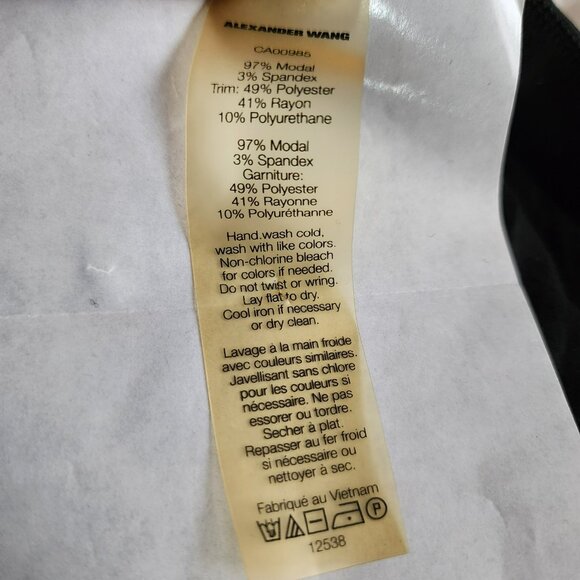 ALEXANDER WANG
CA00985
97% Modal
3% Spandex
Trim: 49% Polyester
41% Rayon
10% Polyurethane
97% Modal
3% Spandex
Garniture:
49% Polyester
41% Rayonne
10% Polyuréthanne
Hand.wash cold,
wash with like colors.
Non-chlorine bleach
for colors if needed.
Do not twist or wring.
Lay flat to dry.
Cool iron if necessary
or dry clean.
Lavage à la main froide
avec couleurs similaires.
Javellisant sans chlore
pour les couleurs si
nécessaire. Ne pas
essorer ou tordre.
Secher à plat.
Repasser au fer froid
si nécessaire ou
nettoyer à sec.
Fabriqué au Vietnam
P
12538